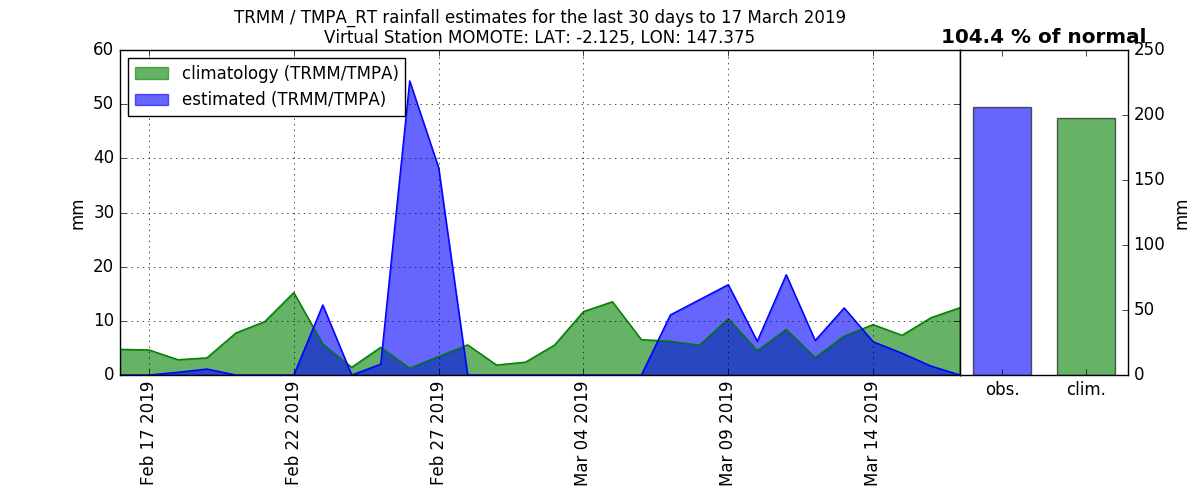 TRMM / TMPA_RT rainfall estimates for the last 30 days to 17 March 2019
Virtual Station MOMOTE: LAT: -2.125, LON: 147.375
104.4 % of normal
climatology (TRMM/TMPA)
estimated (TRMM/TMPA)
60
50
40
30
20
10
0
mm
Feb 17 2019
Feb 22 2019
Feb 27 2019
Mar 04 2019
Mar 09 2019
Mar 14 2019
250
200
150
100
50
0
mm
obs.
clim.